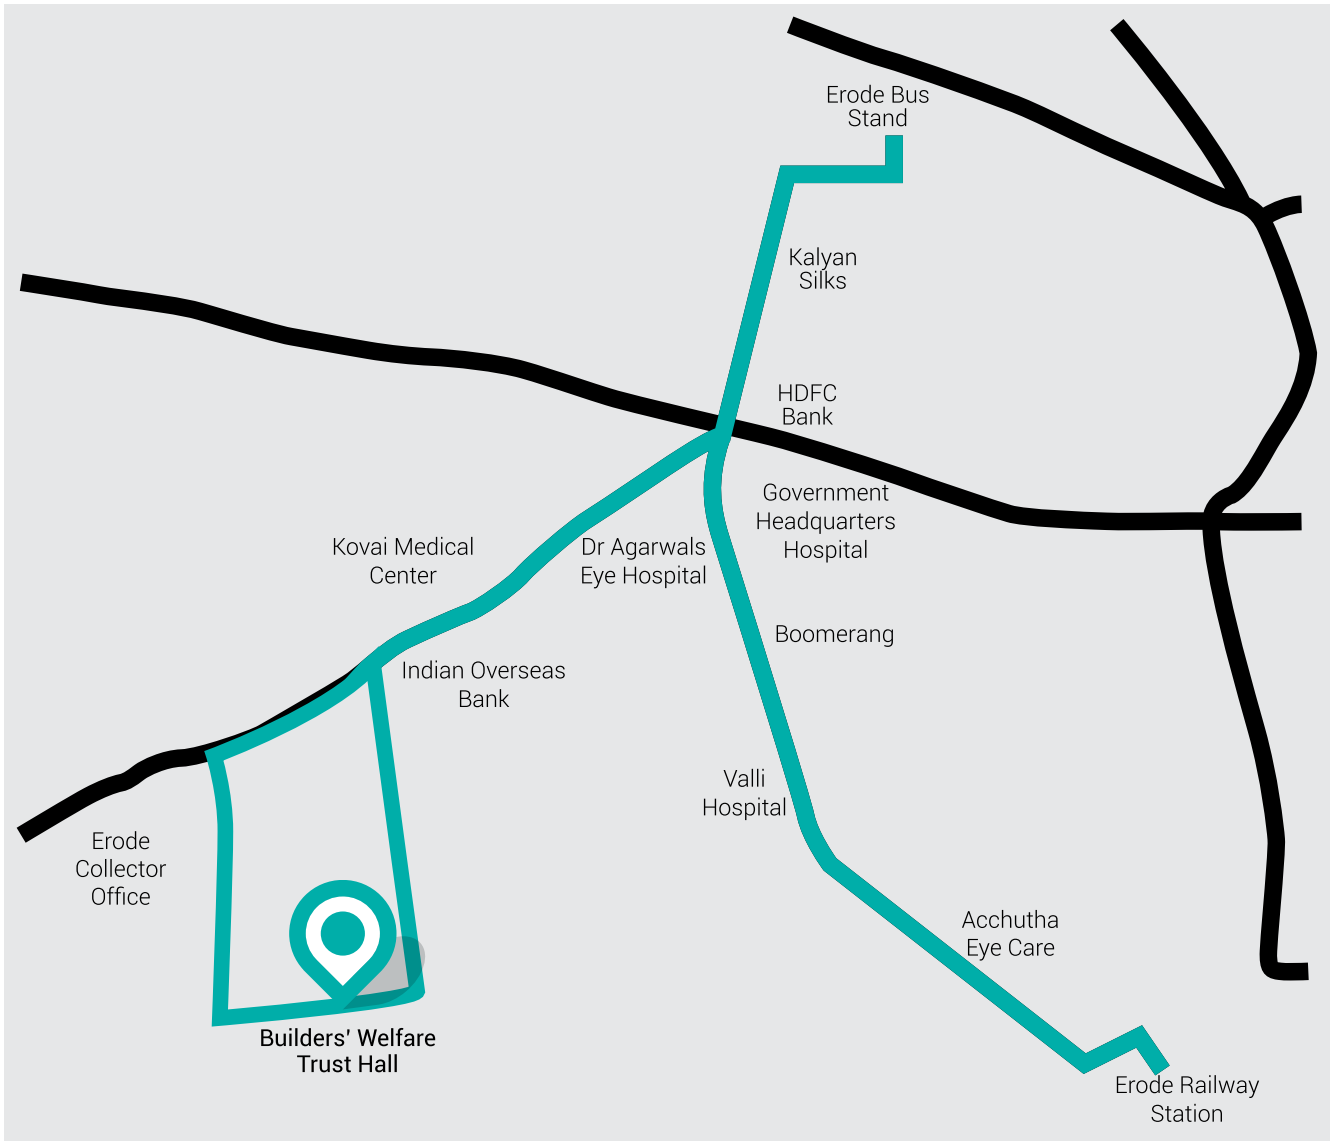 Erode Bus
Stand
Kalyan
Silks
HDFC
Bank
Government
Headquarters
Hospital
Kovai Medical
Center
Dr Agarwals
Eye Hospital
Boomerang
Indian Overseas
Bank
Valli
Hospital
Erode
Collector
Office
Acchutha
Eye Care
Builders' Welfare
Trust Hall
Erode Railway
Station